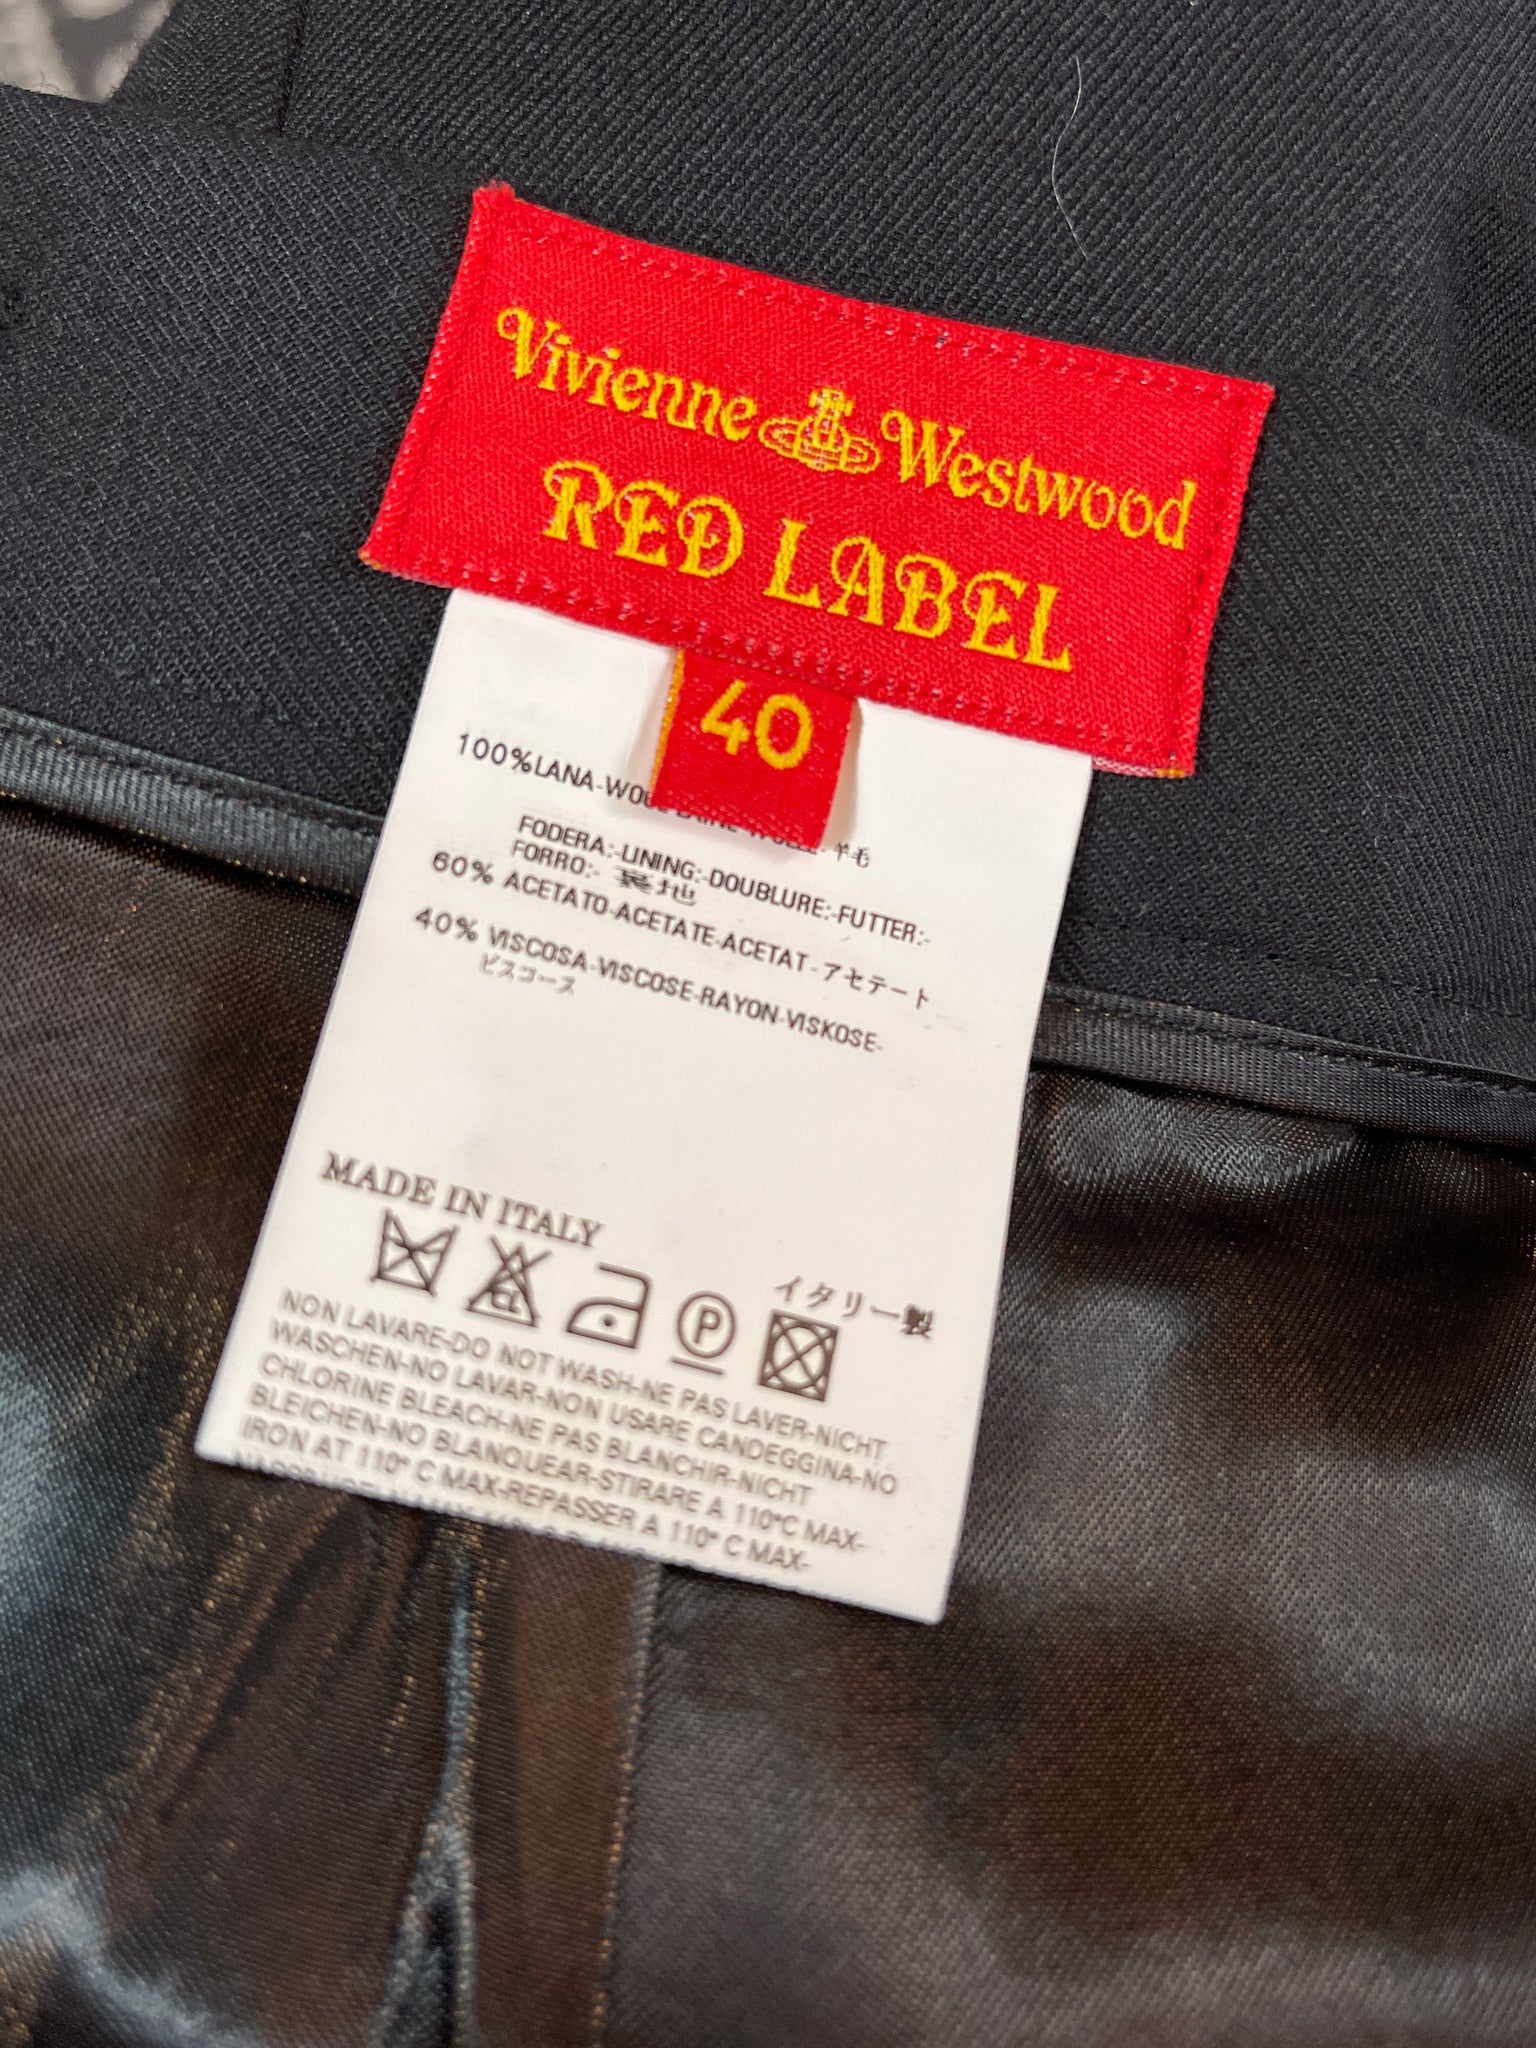 Vivienne Westwood
RED LABEL
40
100%LANA-WOOL 羊毛
FODERA:-LINING:-DOUBLURE:-FUTTER:-
FORRO:- 裏地
60% ACETATO-ACETATE-ACETAT-アセテート
40% VISCOSA-VISCOSE-RAYON-VISKOSE-
ビスコース
MADE IN ITALY
イタリー製
CL
P
NON LAVARE-DO NOT WASH-NE PAS LAVER-NICHT
WASCHEN-NO LAVAR-NON USARE CANDEGGINA-NO
CHLORINE BLEACH-NE PAS BLANCHIR-NICHT
BLEICHEN-NO BLANQUEAR-STIRARE A 110°C MAX-
IRON AT 110° C MAX-REPASSER A 110° C MAX-